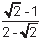 √2 - 1
2 - √2